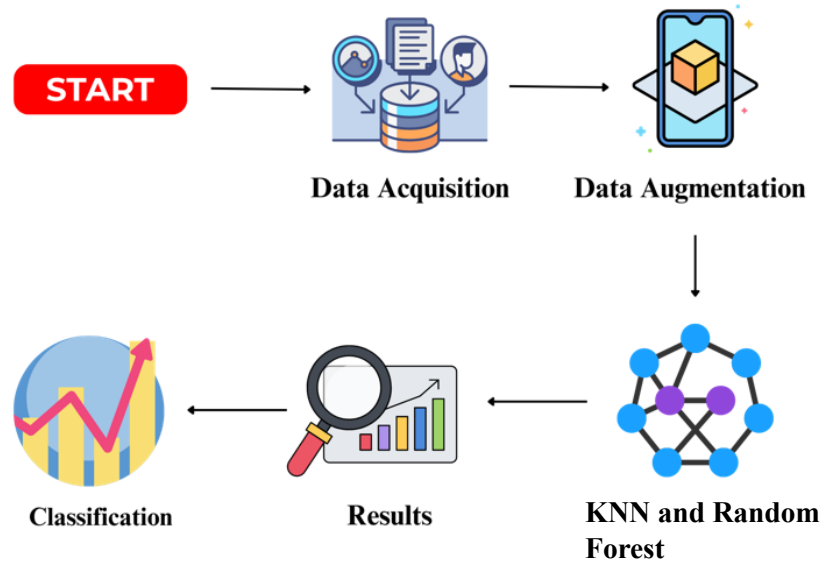 START
Data Acquisition
Data Augmentation
Classification
Results
KNN and Random
Forest